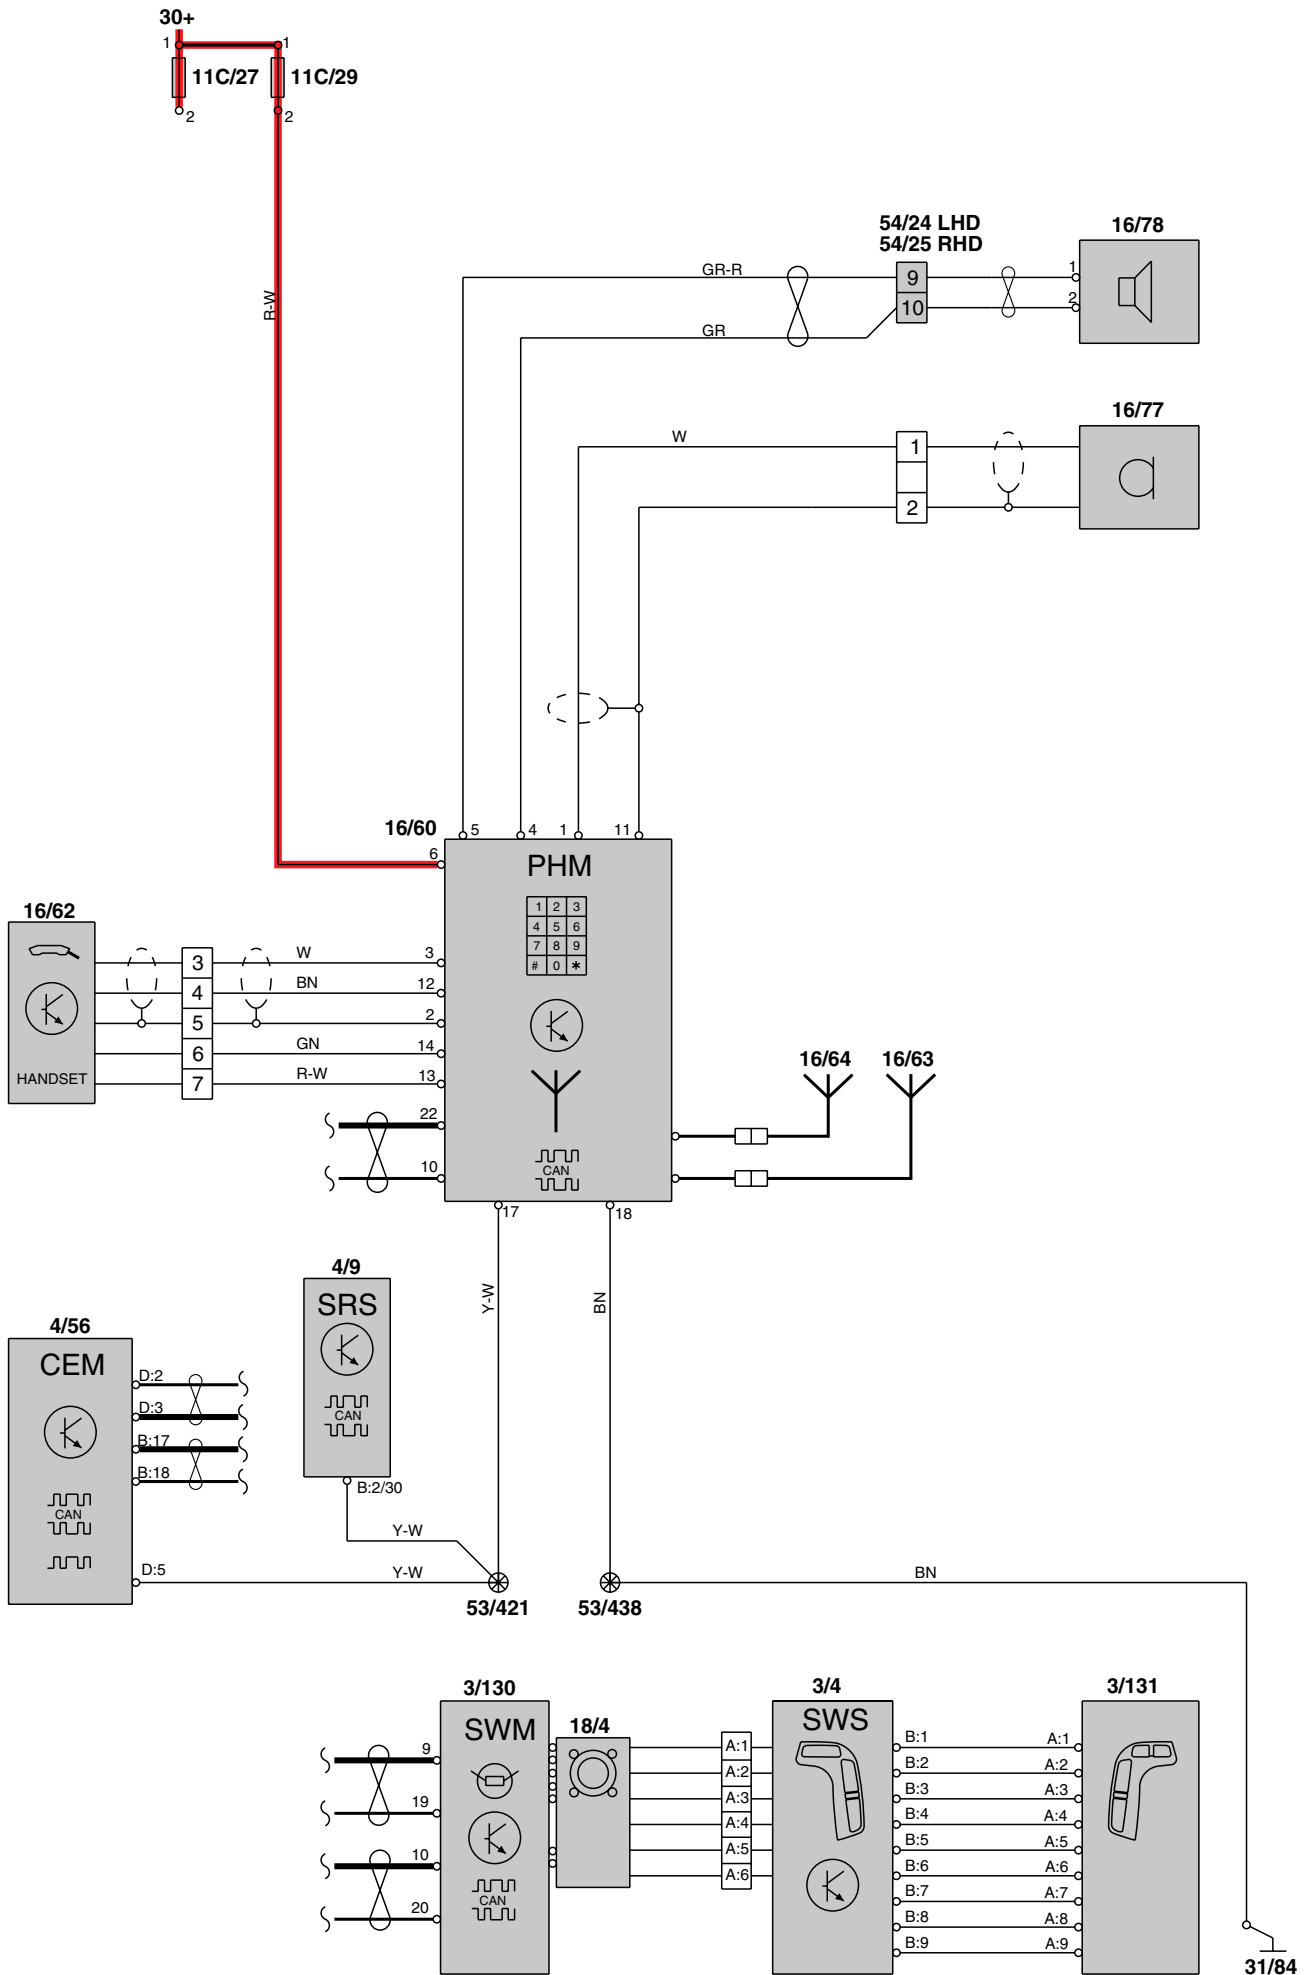 30+
1 1
11C/27 11C/29
2 2
R-W
54/24 LHD
54/25 RHD
16/78
GR-R 9 1
10 2
GR
16/77
W 1
2
16/60 5 4 1 11
6 PHM
1 2 3
4 5 6
7 8 9
# 0 *
16/62
3 W 3
4 BN 12
5 2
6 GN 14
HANDSET 7 R-W 13
22
10
CAN
16/64 16/63
17 18
Y-W BN
4/9
SRS
CAN
B:2/30
4/56
CEM
D:2
D:3
B:17
B:18
CAN
Y-W
D:5 Y-W
BN
53/421 53/438
3/130
SWM
18/4
3/4
SWS
3/131
9
19
10
20
CAN
A:1
A:2
A:3
A:4
A:5
A:6
B:1 A:1
B:2 A:2
B:3 A:3
B:4 A:4
B:5 A:5
B:6 A:6
B:7 A:7
B:8 A:8
B:9 A:9
31/84